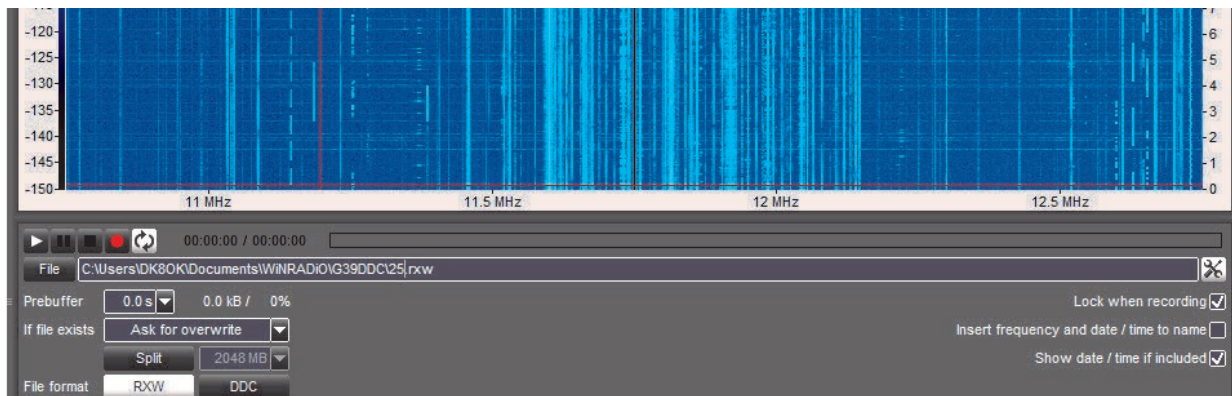 -120 6
-125 5
-130 4
-135 3
-140 2
-145 1
-150 0
11 MHz 11.5 MHz 12 MHz 12.5 MHz
00:00:00 / 00:00:00
File C:\Users\DK8OK\Documents\WiNRADiO\G39DDC\25.rxw
Prebuffer 0.0 s 0.0 kB / 0% Lock when recording
If file exists Ask for overwrite Insert frequency and date / time to name
Split 2048 MB Show date / time if included
File format RXW DDC